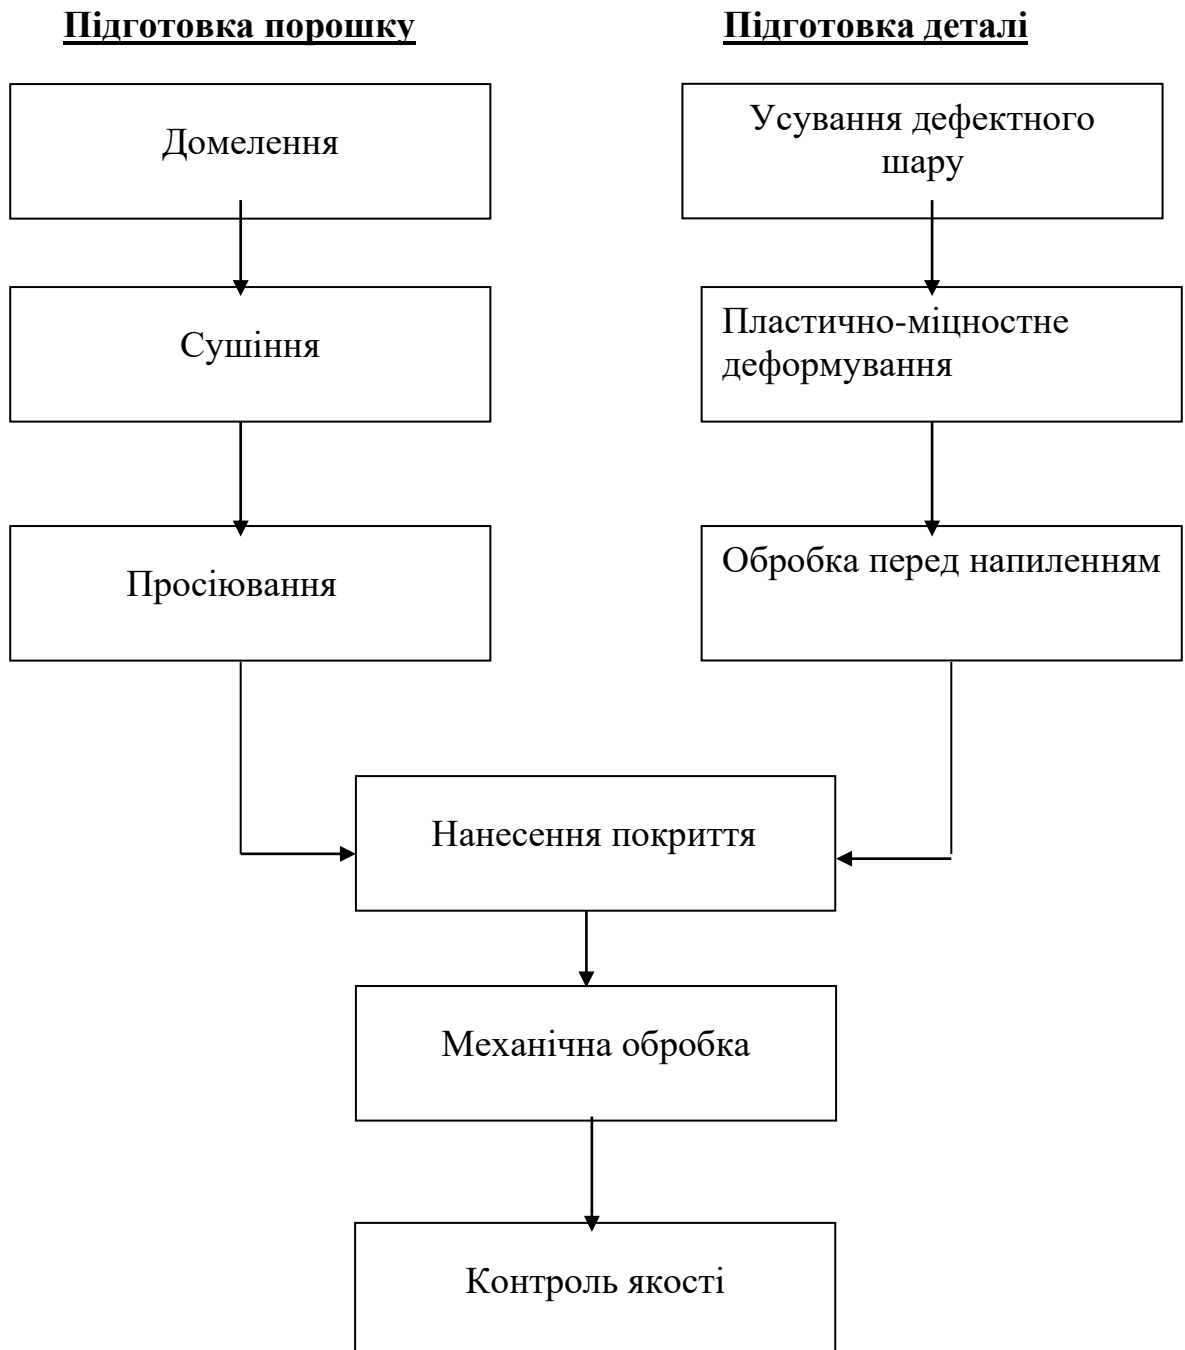 Підготовка порошку
Підготовка деталі
Домелення
Усування дефектного
шару
Сушіння
Пластично-міцностне
деформування
Просіювання
Обробка перед напиленням
Нанесення покриття
Механічна обробка
Контроль якості